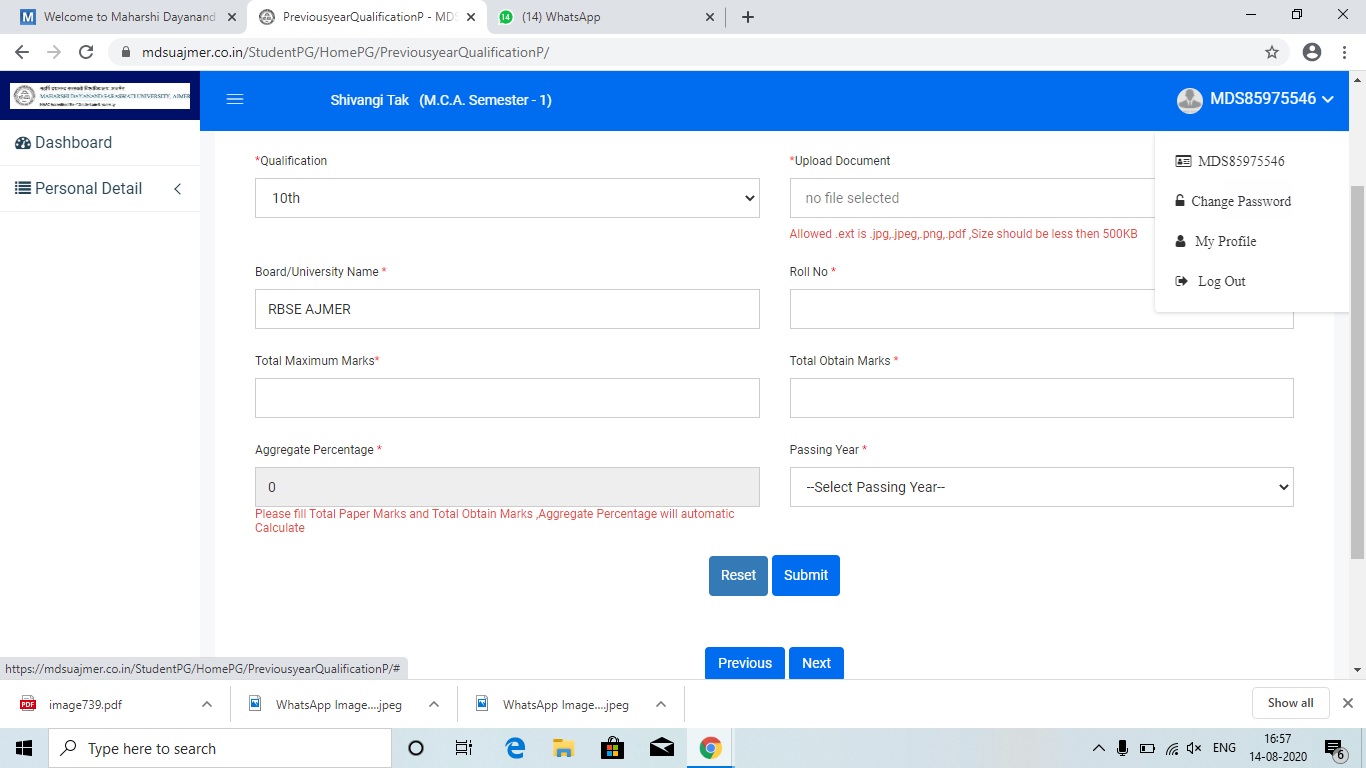 Welcome to Maharshi Dayanand
PreviousyearQualificationP - MDS
(14) WhatsApp
mdsuajmer.co.in/StudentPG/HomePG/PreviousyearQualificationP/
Shivangi Tak (M.C.A. Semester - 1)
MDS85975546
Dashboard
Personal Detail
MDS85975546
Change Password
My Profile
Log Out
*Qualification
*Upload Document
10th
no file selected
Allowed .ext is .jpg,.jpeg,.png,.pdf ,Size should be less then 500KB
Board/University Name *
Roll No *
RBSE AJMER
Total Maximum Marks*
Total Obtain Marks *
Aggregate Percentage *
Passing Year *
0
--Select Passing Year--
Please fill Total Paper Marks and Total Obtain Marks ,Aggregate Percentage will automatic
Calculate
Reset
Submit
Previous
Next
https://mdsuajmer.co.in/StudentPG/HomePG/PreviousyearQualificationP/#
image739.pdf
WhatsApp Image....jpeg
WhatsApp Image....jpeg
Show all
Type here to search
ENG
16:57
14-08-2020
6